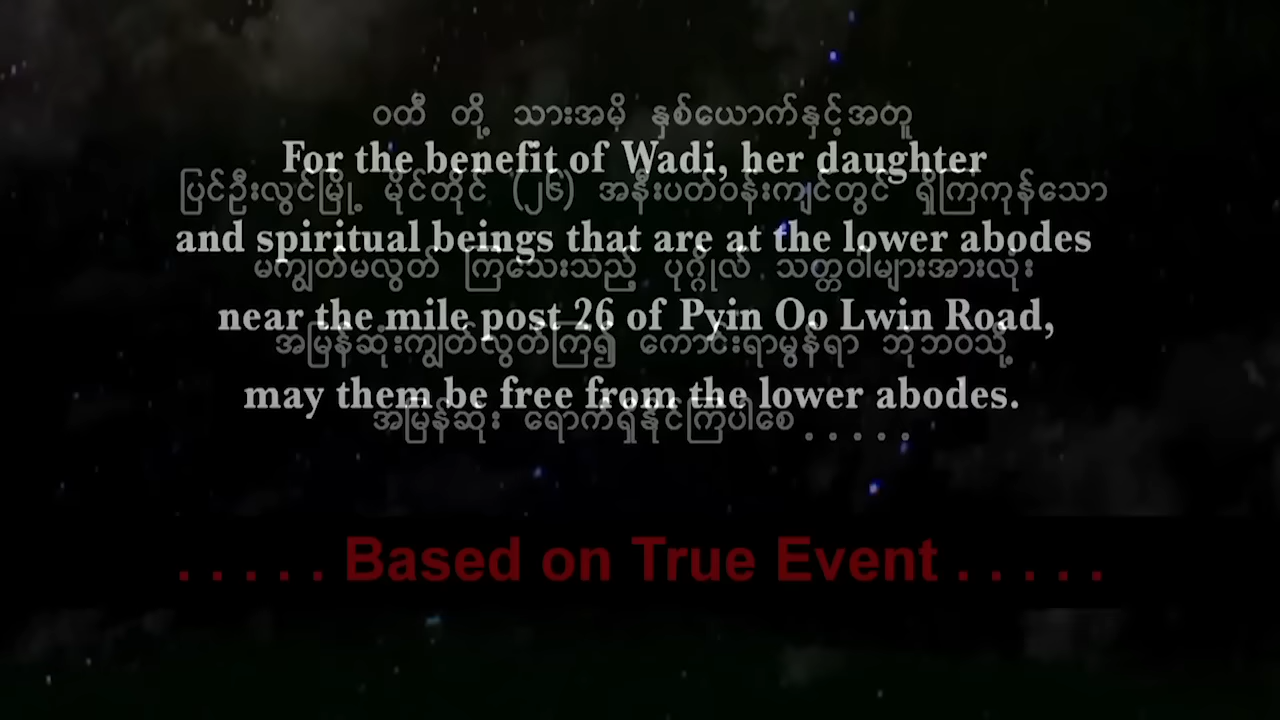 ဝတီ တို့ သားအမိ နှစ်ယောက်နှင့်အတူ
For the benefit of Wadi, her daughter
ပြင်ဦးလွင်မြို့ မိုင်တိုင် (၂၆) အနီးပတ်ဝန်းကျင်တွင် ရှိကြကုန်သော
and spiritual beings that are at the lower abodes
မကျွတ်မလွတ် ကြသေးသည့် ပုဂ္ဂိုလ် သတ္တဝါများအားလုံး
near the mile post 26 of Pyin Oo Lwin Road,
အမြန်ဆုံးကျွတ်လွတ်ကြ၍ ကောင်းရာမွန်ရာ ဘုံဘဝသို့
may them be free from the lower abodes.
အမြန်ဆုံး ရောက်ရှိနိုင်ကြပါစေ . . . . .
. . . . . Based on True Event . . . . .